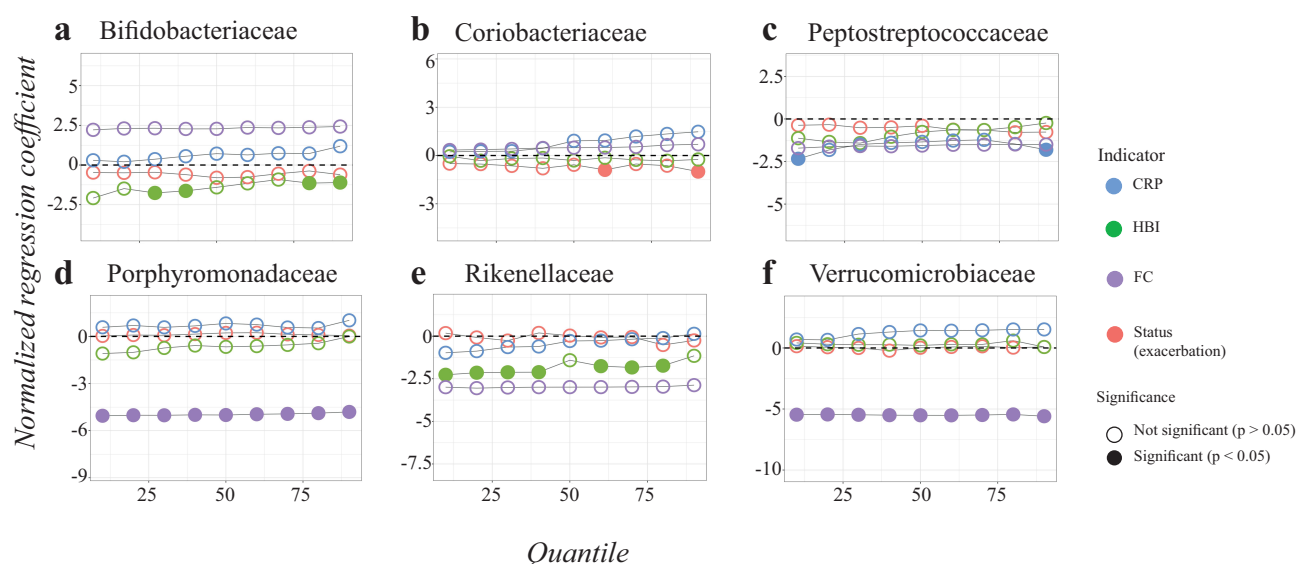 a Bifidobacteriaceae
b Coriobacteriaceae
c Peptostreptococcaceae
Normalized regression coefficient
5
2.5
0
-2.5
6
3
0
-3
2.5
0
-2.5
-5
Indicator
CRP
HBI
FC
Status
(exacerbation)
Significance
Not significant (p > 0.05)
Significant (p < 0.05)
d Porphyromonadaceae
e Rikenellaceae
f Verrucomicrobiaceae
0
-3
-6
-9
25 50 75
0
-2.5
-5
-7.5
25 50 75
5
0
-5
-10
25 50 75
Quantile